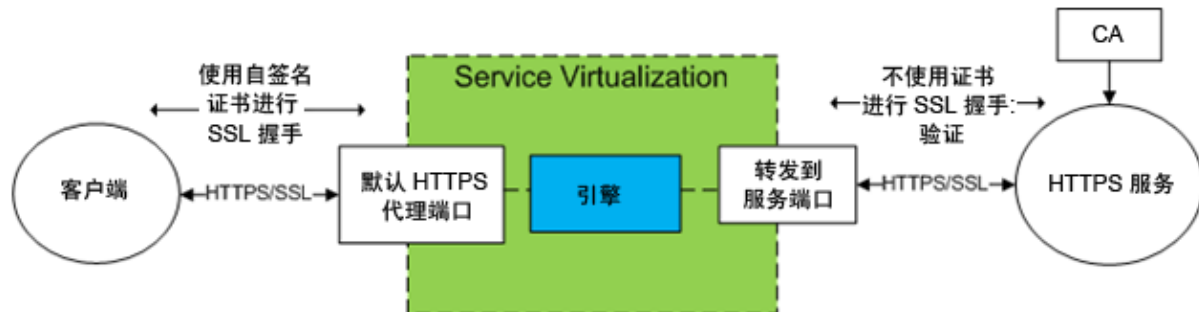 使用自签名
证书进行
SSL 握手
Service Virtualization
不使用证书
进行 SSL 握手:
验证
CA
客户端
HTTPS/SSL
默认 HTTPS
代理端口
引擎
转发到
服务端口
HTTPS/SSL
HTTPS 服务